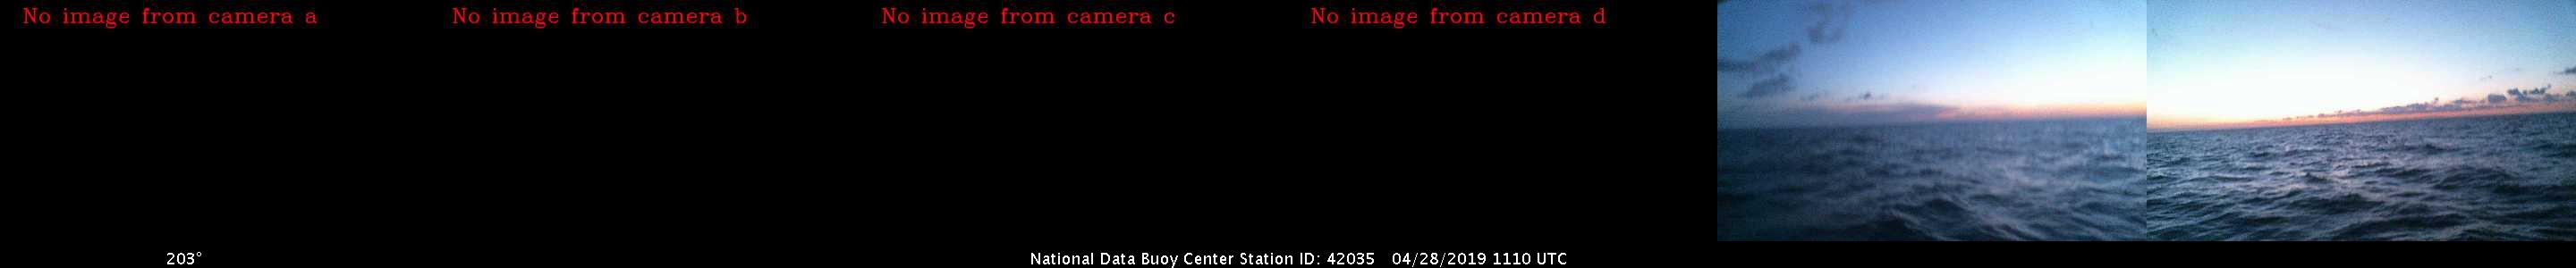 No image from camera a
No image from camera b
No image from camera c
No image from camera d
203°
National Data Buoy Center Station ID: 42035 04/28/2019 1110 UTC